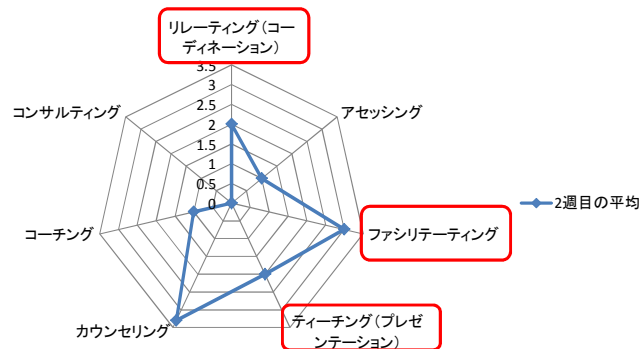 リレーティング(コー
ディネーション)
3.5
3
2.5
2
1.5
1
0.5
0
アセッシング
ファシリテーティング
ティーチング(プレゼ
ンテーション)
カウンセリング
コーチング
コンサルティング
2週目の平均